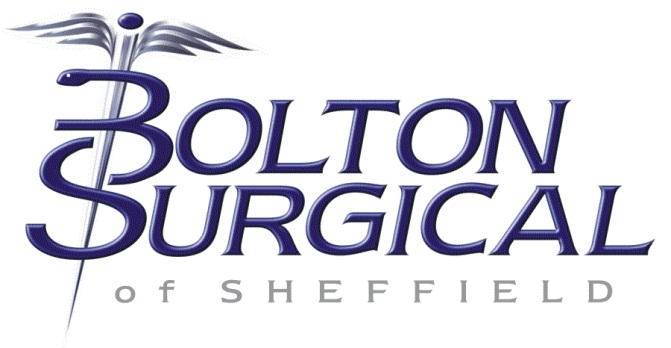 BOLTON
SURGICAL
of SHEFFIELD